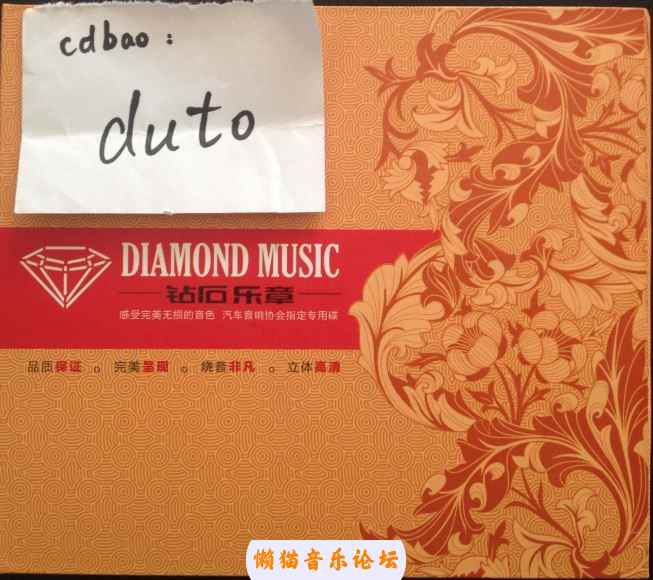 cdbao:
duto
DIAMOND MUSIC
钻石乐章
感受完美无损的音色 汽车音响协会指定专用碟
品质保证 。 完美呈现 。 绕音非凡 。 立体高清
懒猫音乐论坛